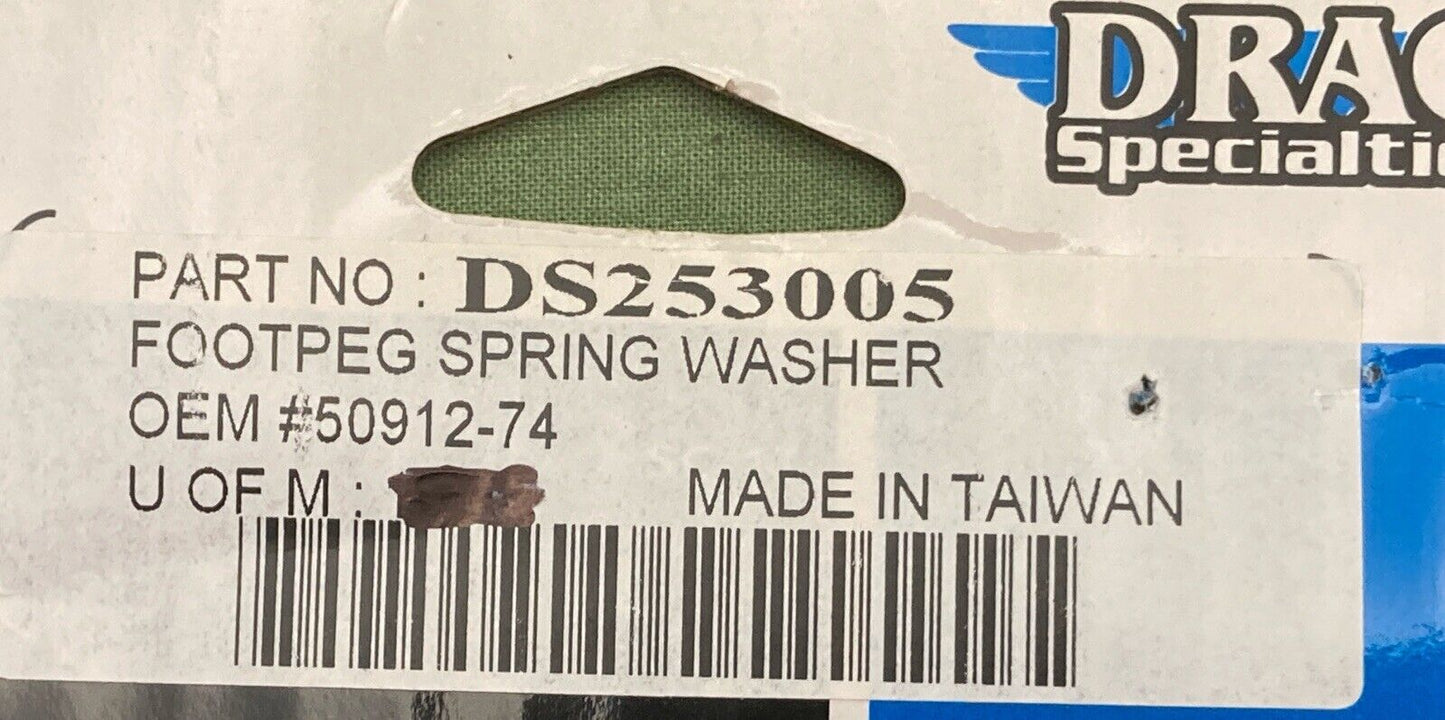 DRAG
Specialties
PART NO : DS253005
FOOTPEG SPRING WASHER
OEM #50912-74
U OF M : MADE IN TAIWAN